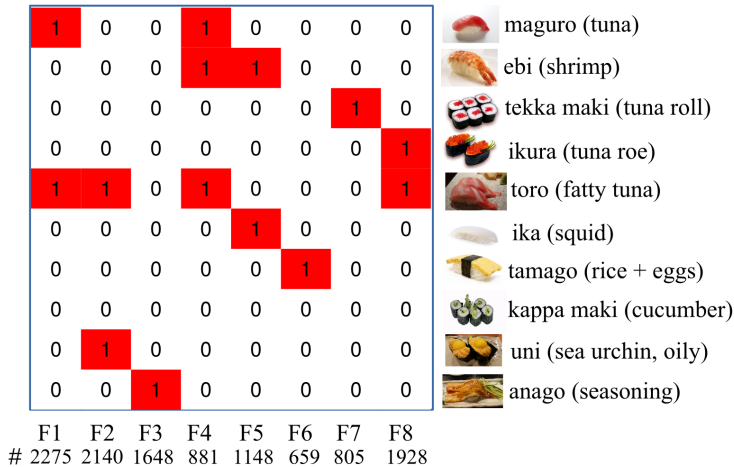 1 0 0 1 0 0 0 0 maguro (tuna)
0 0 0 1 1 0 0 0 ebi (shrimp)
0 0 0 0 0 0 1 0 tekka maki (tuna roll)
0 0 0 0 0 0 0 1 ikura (tuna roe)
1 1 0 1 0 0 0 1 toro (fatty tuna)
0 0 0 0 1 0 0 0 ika (squid)
0 0 0 0 0 1 0 0 tamago (rice + eggs)
0 0 0 0 0 0 0 0 kappa maki (cucumber)
0 1 0 0 0 0 0 0 uni (sea urchin, oily)
0 0 1 0 0 0 0 0 anago (seasoning)
F1 F2 F3 F4 F5 F6 F7 F8
# 2275 2140 1648 881 1148 659 805 1928